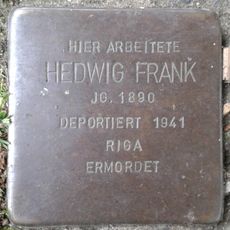 HIER ARBEITETE
HEDWIG FRANK
JG. 1890
DEPORTIERT 1941
RIGA
ERMORDET